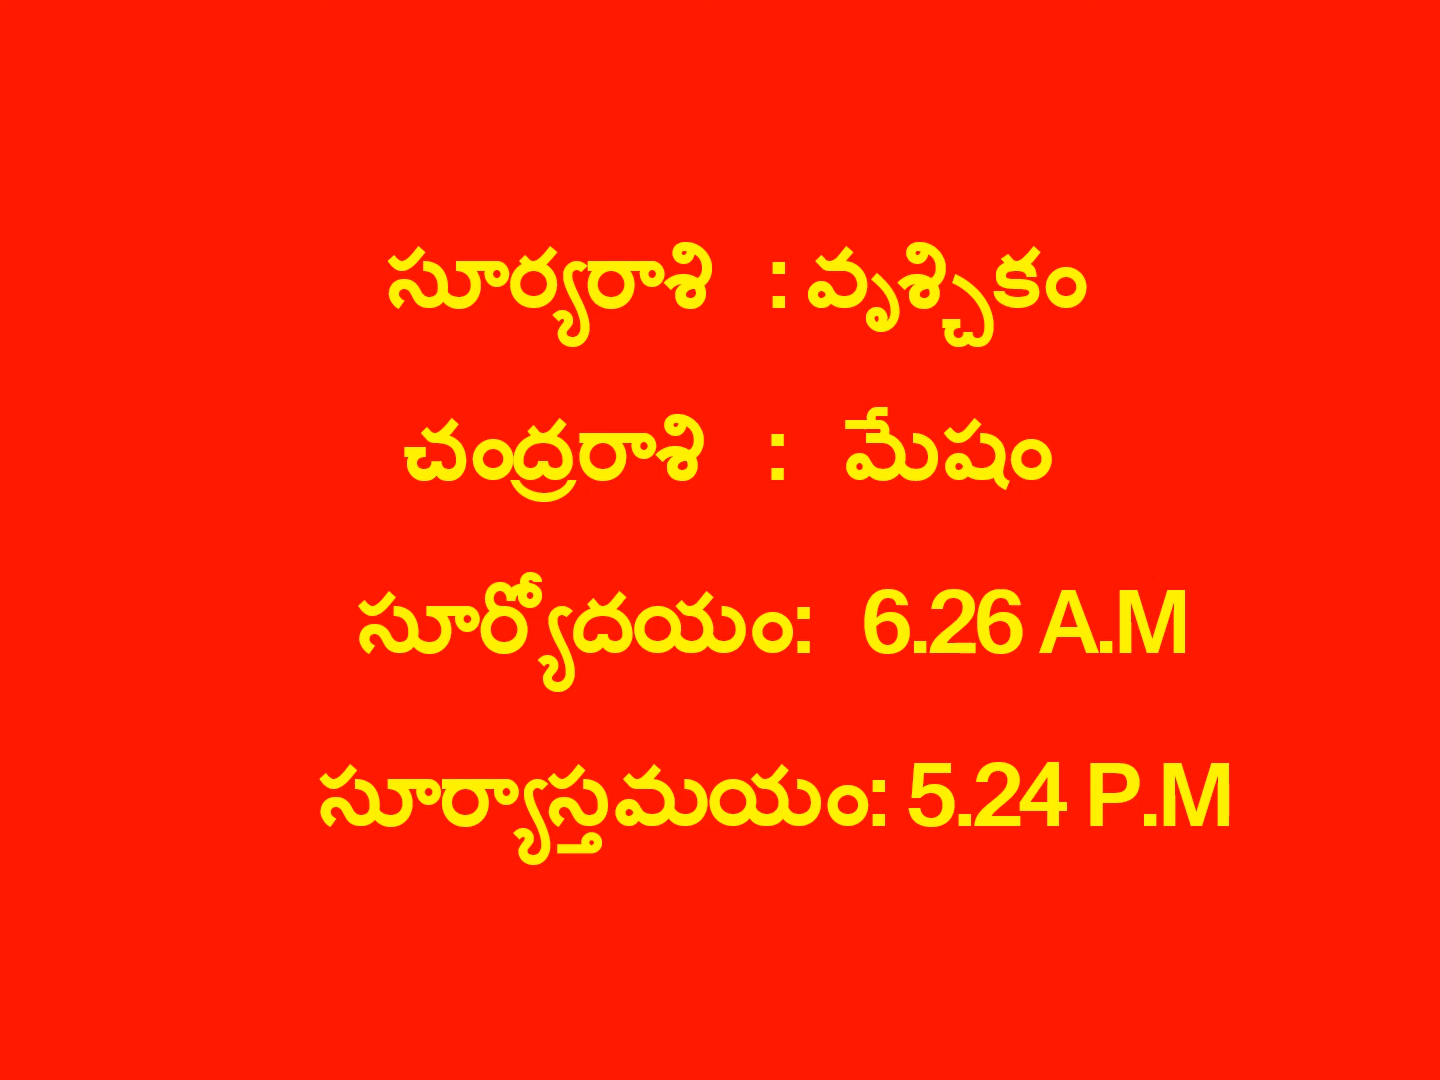 సూర్యరాశి : వృశ్చికం
చంద్రరాశి : మేషం
సూర్యోదయం: 6.26 A.M
సూర్యాస్తమయం: 5.24 P.M